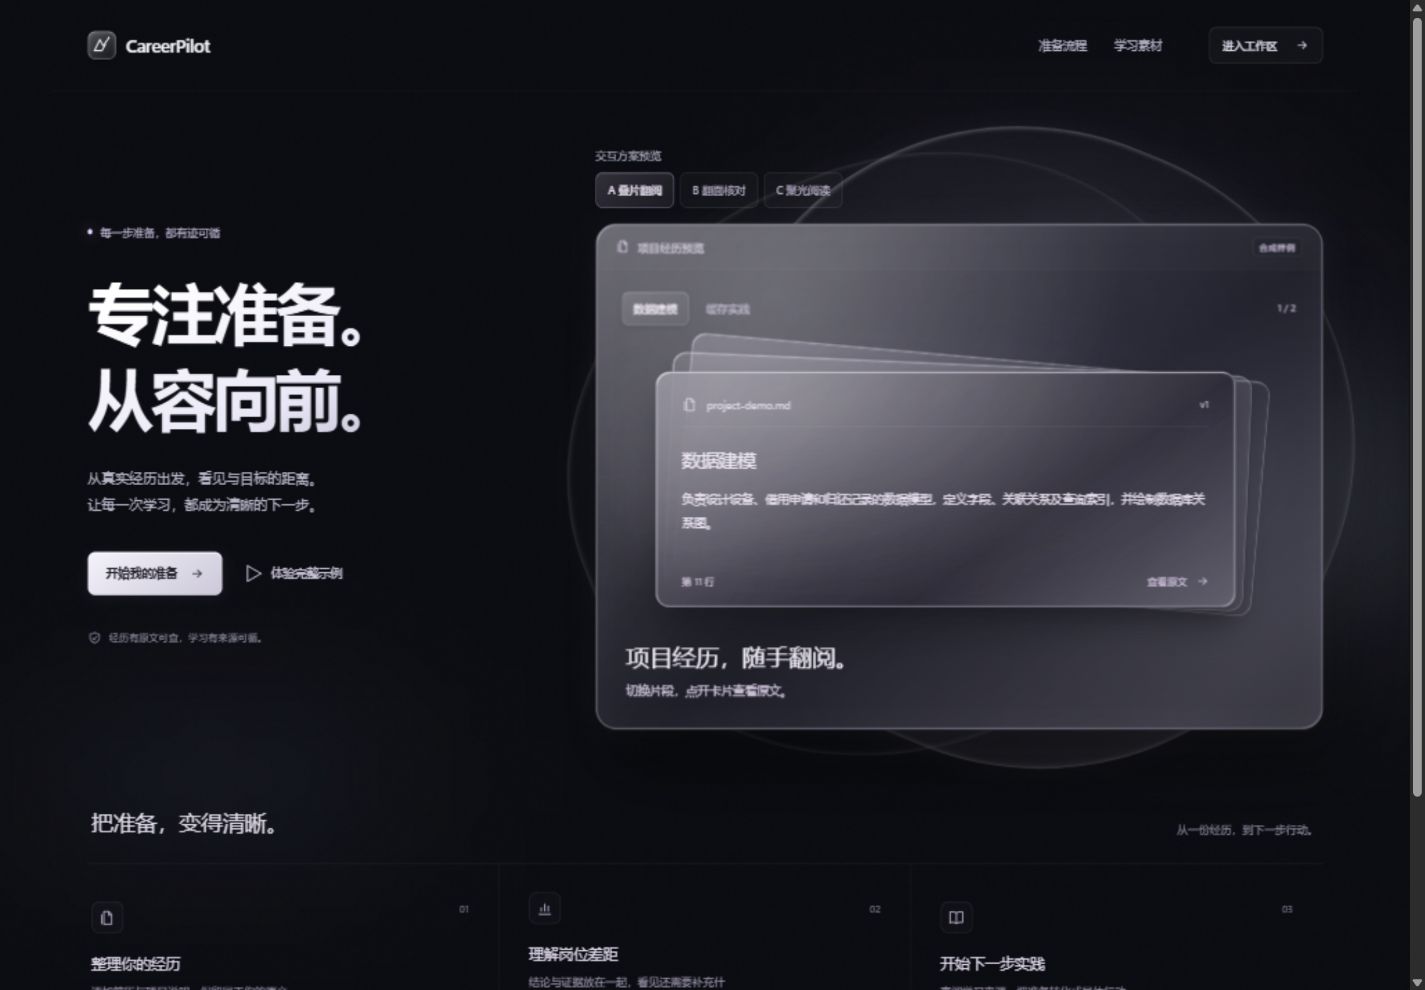 CareerPilot
准备流程
学习素材
进入工作区
交互方案预览
A 叠片翻阅
B 翻面核对
C 聚光阅读
每一步准备，都有迹可循
专注准备。
从容向前。
从真实经历出发，看见与目标的距离。
让每一次学习，都成为清晰的下一步。
开始我的准备
体验完整示例
经历有原文可查，学习有来源可循。
项目经历预览
合成样例
数据建模
缓存实践
1 / 2
project-demo.md
v1
数据建模
负责设计设备、借用申请和归还记录的数据模型，定义字段、关联关系及查询索引，并绘制数据库关
系图。
第 11 行
查看原文
项目经历，随手翻阅。
切换片段，点开卡片查看原文。
把准备，变得清晰。
从一份经历，到下一步行动。
01
整理你的经历
02
理解岗位差距
结论与证据放在一起，看见还需要补充什
03
开始下一步实践